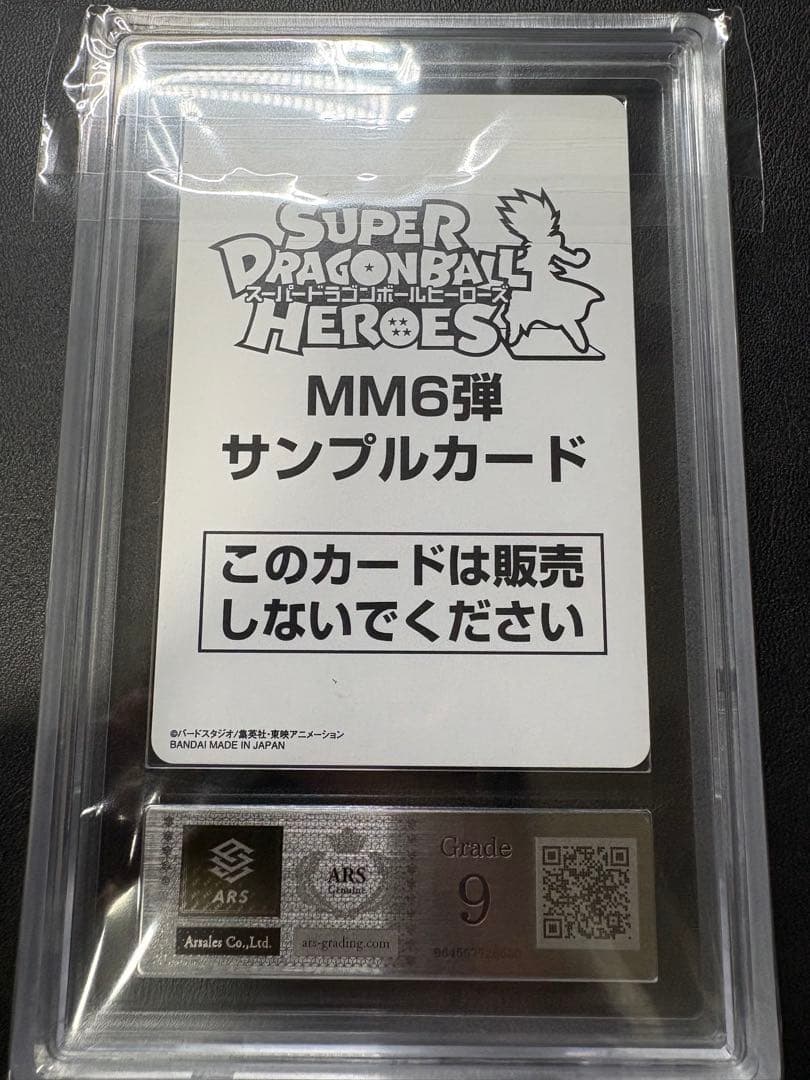 SUPER
DRAGONBALL
スーパードラゴンボールヒーローズ
HEROES
MM6弾
サンプルカード
このカードは販売
しないでください
©バードスタジオ/集英社・東映アニメーション
BANDAI MADE IN JAPAN
ARS
Arsales Co.,Ltd.
ARS
Genuine
ars-grading.com
Grade
9